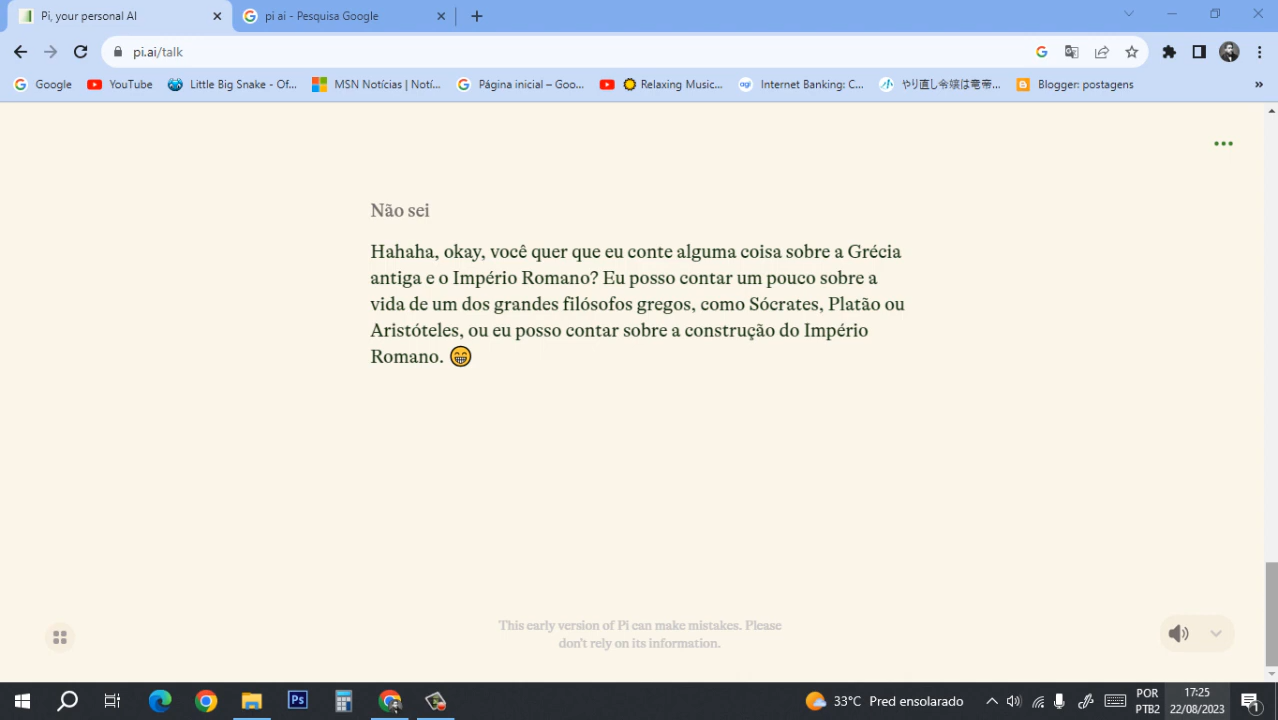 Pi, your personal AI
pi ai - Pesquisa Google
pi.ai/talk
Google
YouTube
Little Big Snake - Of...
MSN Notícias | Notí...
Página inicial – Goo...
Relaxing Music...
agi
Internet Banking: C...
やり直し令嬢は竜帝...
Blogger: postagens
Não sei
Hahaha, okay, você quer que eu conte alguma coisa sobre a Grécia
antiga e o Império Romano? Eu posso contar um pouco sobre a
vida de um dos grandes filósofos gregos, como Sócrates, Platão ou
Aristóteles, ou eu posso contar sobre a construção do Império
Romano. 😁
This early version of Pi can make mistakes. Please
don't rely on its information.
Ps
33°C Pred ensolarado
POR
PTB2
17:25
22/08/2023
1